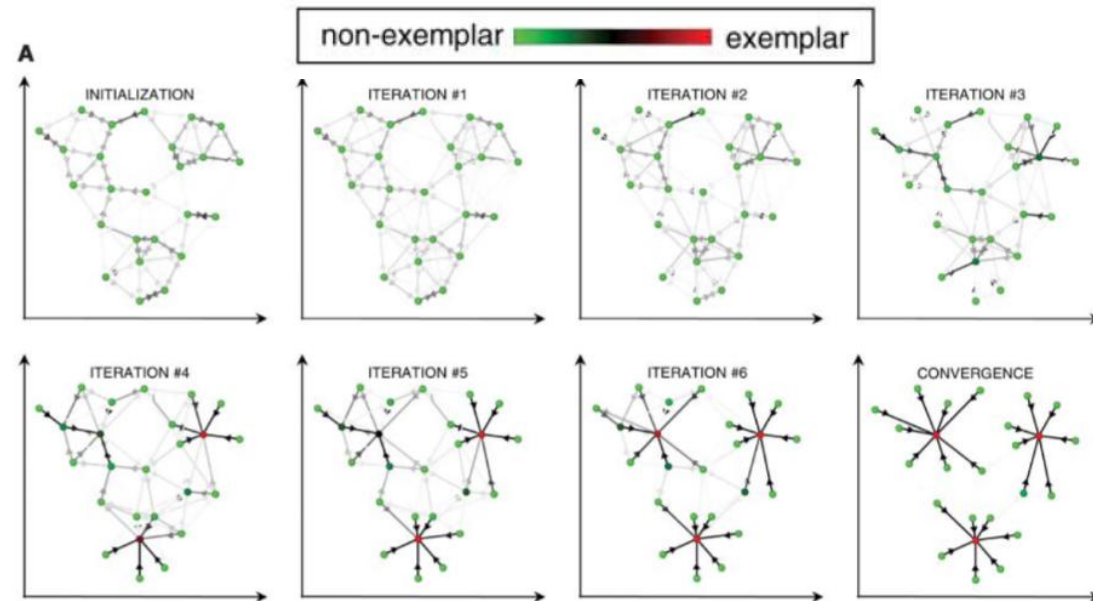 non-exemplar exemplar
A
INITIALIZATION
ITERATION #1
ITERATION #2
ITERATION #3
ITERATION #4
ITERATION #5
ITERATION #6
CONVERGENCE